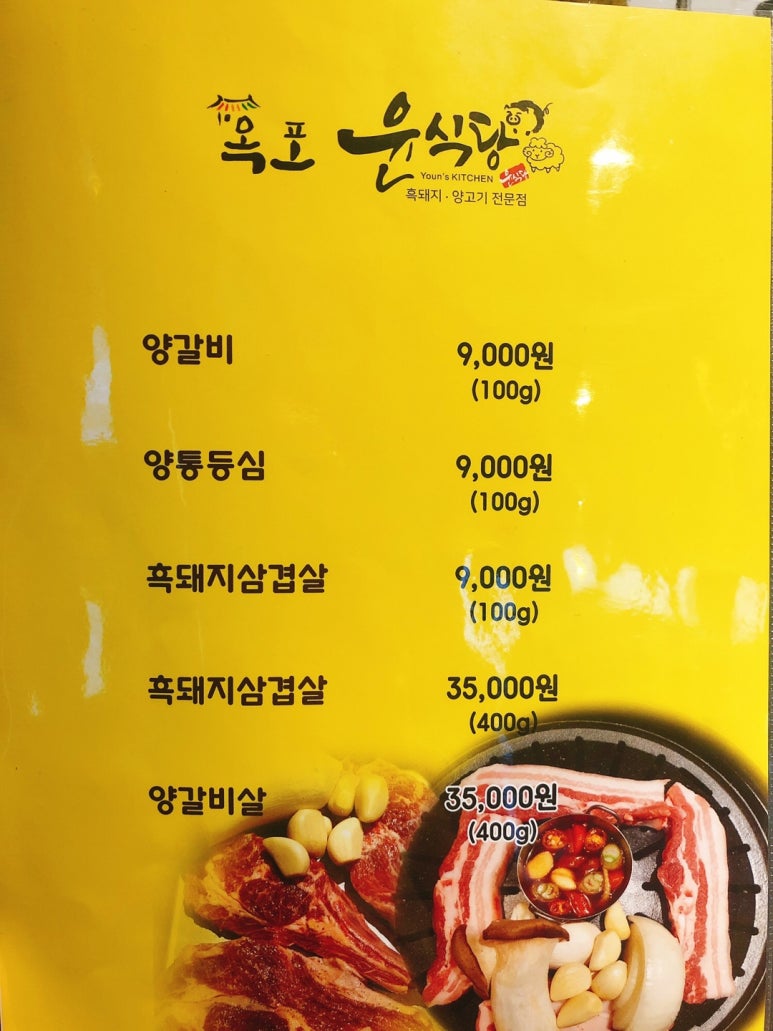 옥포 윤식당
Youn's KITCHEN
흑돼지 · 양고기 전문점
양갈비 9,000원
(100g)
양통등심 9,000원
(100g)
흑돼지삼겹살 9,000원
(100g)
흑돼지삼겹살 35,000원
(400g)
양갈비살 35,000원
(400g)